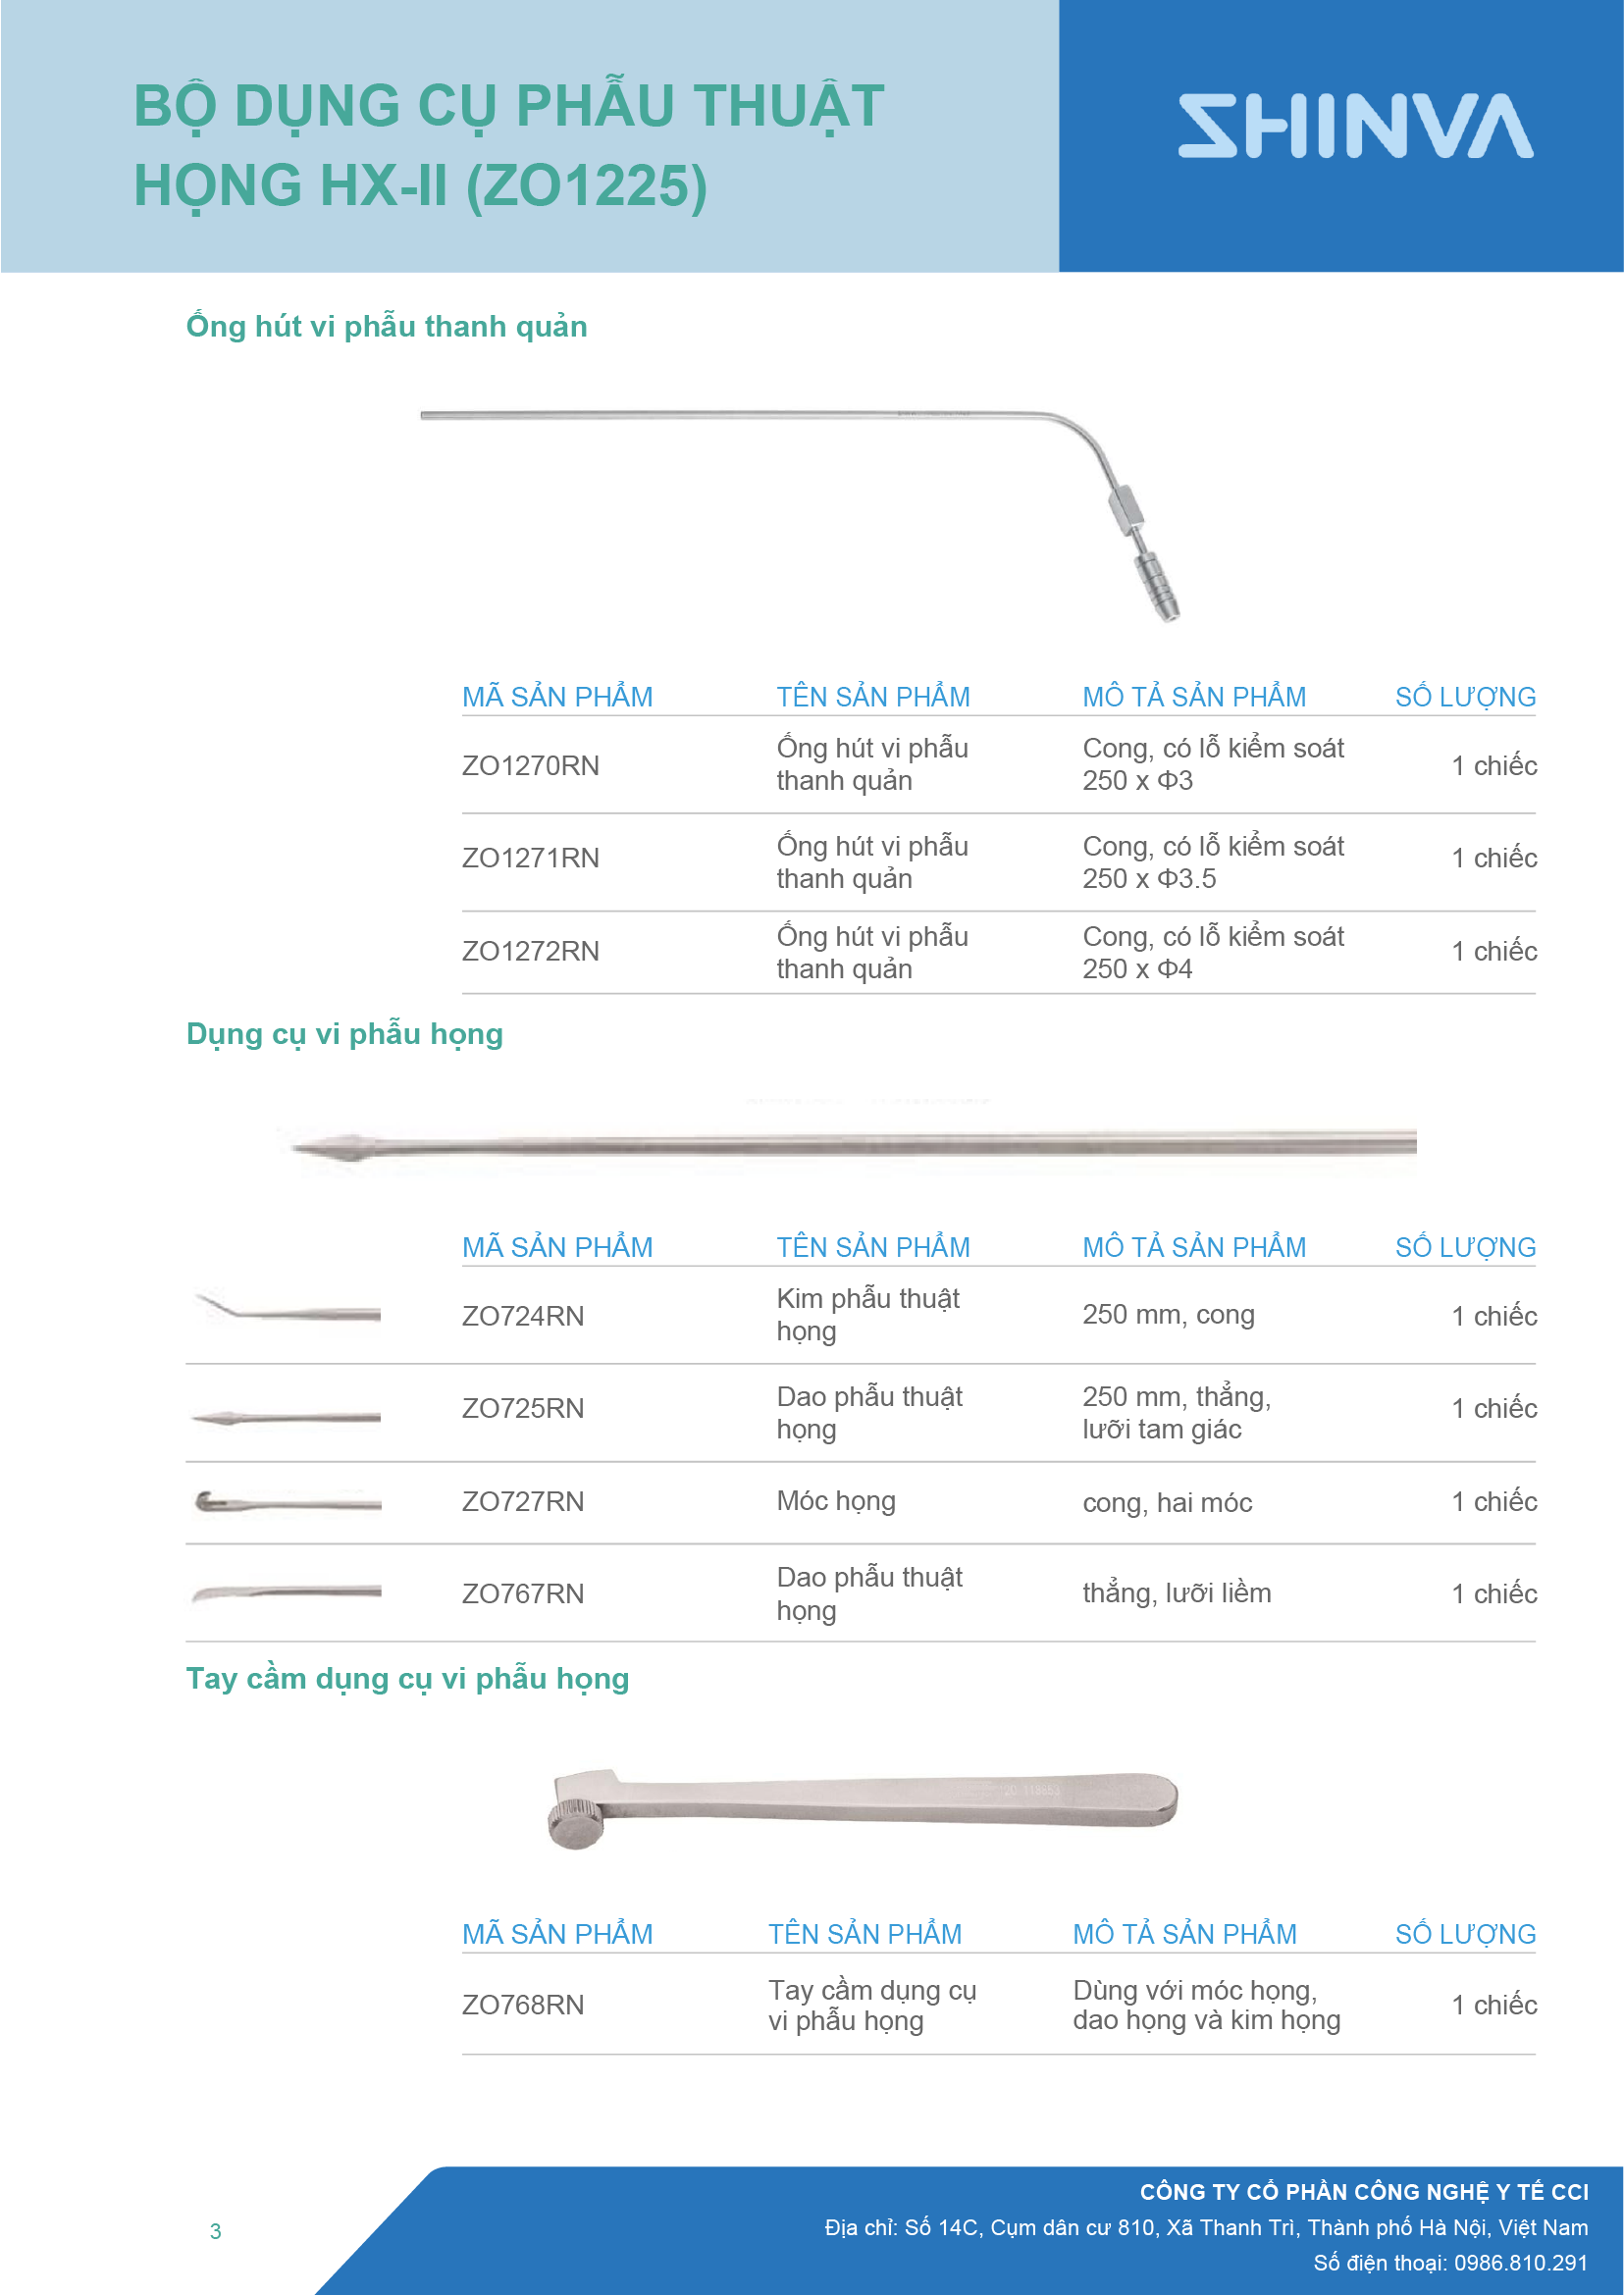 BỘ DỤNG CỤ PHẪU THUẬT
HỌNG HX-II (ZO1225)
SHINVA
Ống hút vi phẫu thanh quản
MÃ SẢN PHẨM TÊN SẢN PHẨM MÔ TẢ SẢN PHẨM SỐ LƯỢNG
ZO1270RN Ống hút vi phẫu thanh quản Cong, có lỗ kiểm soát 250 x Φ3 1 chiếc
ZO1271RN Ống hút vi phẫu thanh quản Cong, có lỗ kiểm soát 250 x Φ3.5 1 chiếc
ZO1272RN Ống hút vi phẫu thanh quản Cong, có lỗ kiểm soát 250 x Φ4 1 chiếc
Dụng cụ vi phẫu họng
MÃ SẢN PHẨM TÊN SẢN PHẨM MÔ TẢ SẢN PHẨM SỐ LƯỢNG
ZO724RN Kim phẫu thuật họng 250 mm, cong 1 chiếc
ZO725RN Dao phẫu thuật họng 250 mm, thẳng, lưỡi tam giác 1 chiếc
ZO727RN Móc họng cong, hai móc 1 chiếc
ZO767RN Dao phẫu thuật họng thẳng, lưỡi liềm 1 chiếc
Tay cầm dụng cụ vi phẫu họng
MÃ SẢN PHẨM TÊN SẢN PHẨM MÔ TẢ SẢN PHẨM SỐ LƯỢNG
ZO768RN Tay cầm dụng cụ vi phẫu họng Dùng với móc họng, dao họng và kim họng 1 chiếc
3
CÔNG TY CỔ PHẦN CÔNG NGHỆ Y TẾ CCI
Địa chỉ: Số 14C, Cụm dân cư 810, Xã Thanh Trì, Thành phố Hà Nội, Việt Nam
Số điện thoại: 0986.810.291